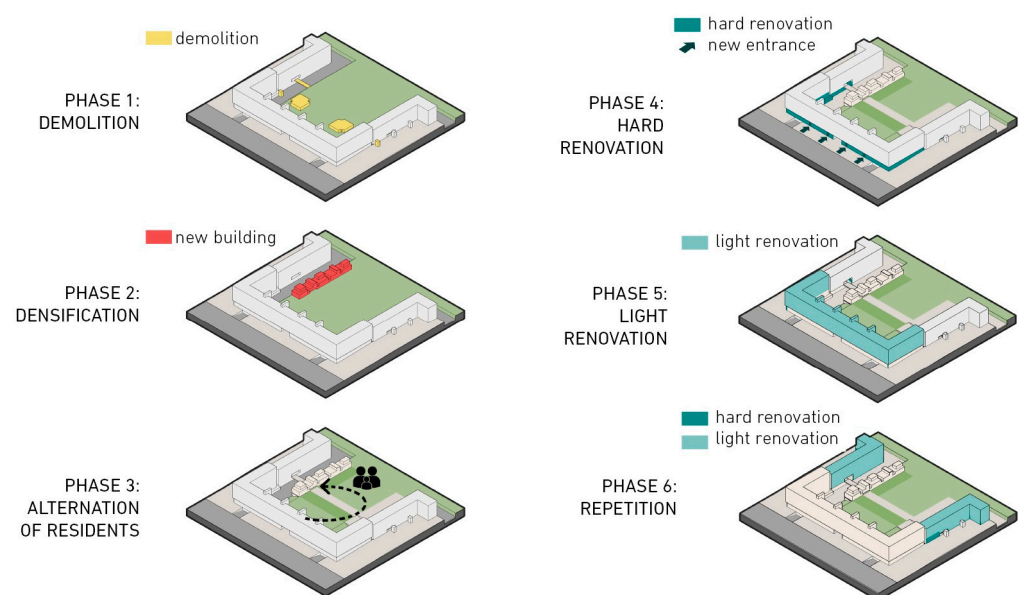 demolition
PHASE 1:
DEMOLITION
new building
PHASE 2:
DENSIFICATION
PHASE 3:
ALTERNATION
OF RESIDENTS
hard renovation
new entrance
PHASE 4:
HARD
RENOVATION
light renovation
PHASE 5:
LIGHT
RENOVATION
hard renovation
light renovation
PHASE 6:
REPETITION